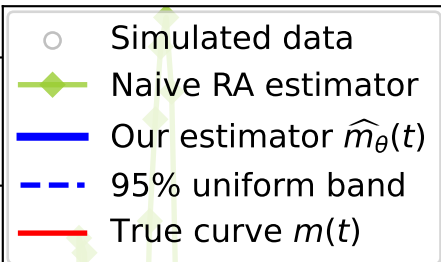 Simulated data
Naive RA estimator
Our estimator $\widehat{m}_{\theta}(t)$
95% uniform band
True curve $m(t)$